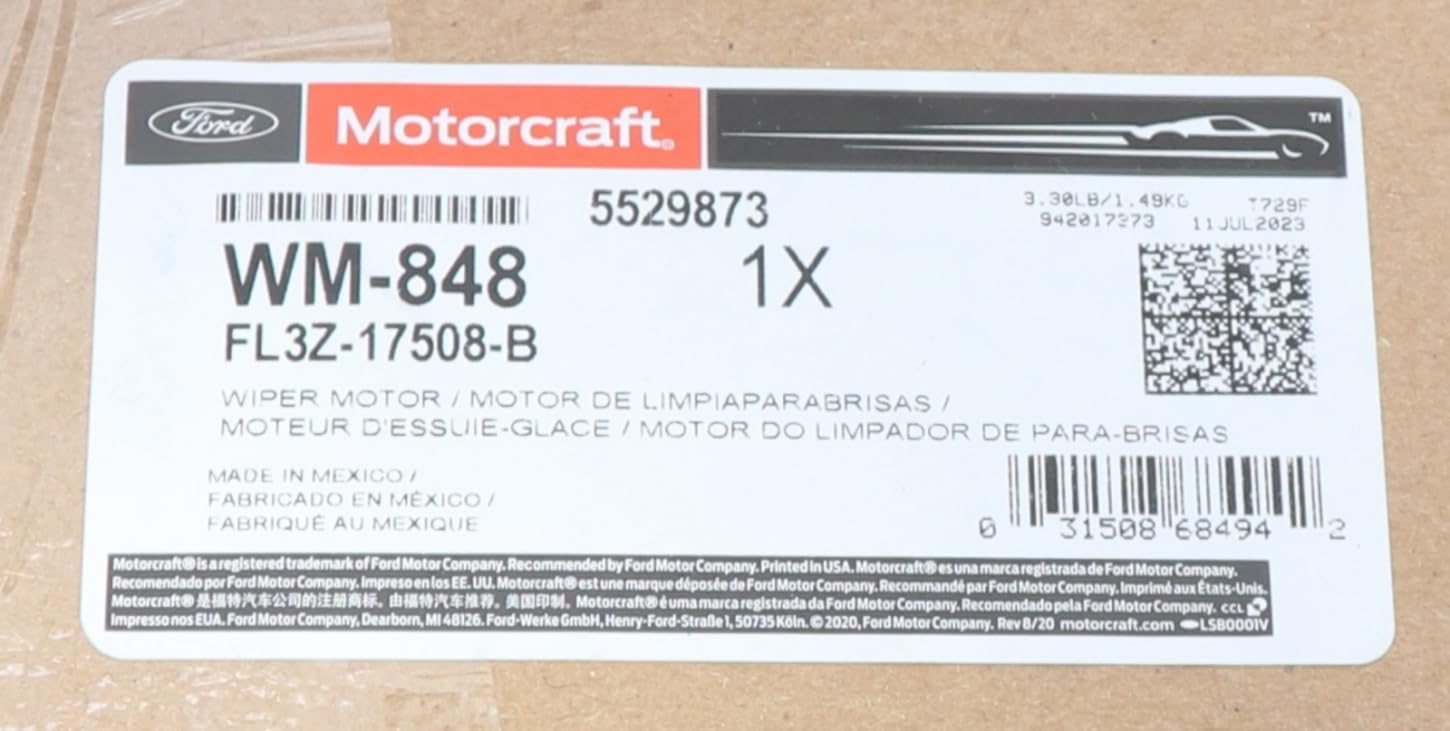 Ford Motorcraft® ™
5529873
3.30LB/1.49KG T729F
942017273 11JUL2023
WM-848 1X
FL3Z-17508-B
WIPER MOTOR / MOTOR DE LIMPIAPARABRISAS /
MOTEUR D'ESSUIE-GLACE / MOTOR DO LIMPADOR DE PARA-BRISAS
MADE IN MEXICO /
FABRICADO EN MÉXICO /
FABRIQUÉ AU MEXIQUE
0 31508 68494 2
Motorcraft® is a registered trademark of Ford Motor Company. Recommended by Ford Motor Company. Printed in USA. Motorcraft® es una marca registrada de Ford Motor Company.
Recomendado por Ford Motor Company. Impreso en los EE. UU. Motorcraft® est une marque déposée de Ford Motor Company. Recommandé par Ford Motor Company. Imprimé aux États-Unis.
Motorcraft® 是福特汽车公司的注册商标。由福特汽车推荐。美国印制。Motorcraft® é uma marca registrada da Ford Motor Company. Recomendado pela Ford Motor Company. CCL
Impresso nos EUA. Ford Motor Company, Dearborn, MI 48126. Ford-Werke GmbH, Henry-Ford-Straße 1, 50735 Köln. © 2020, Ford Motor Company. Rev 8/20 motorcraft.com LSB0001V